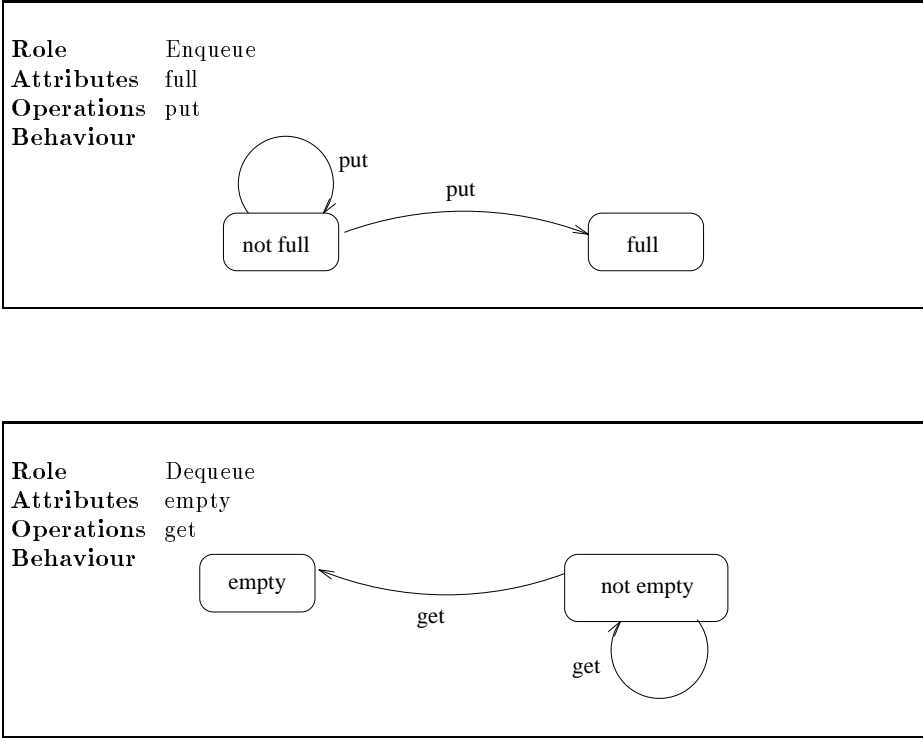 Role Enqueue
Attributes full
Operations put
Behaviour
put
put
not full
full
Role Dequeue
Attributes empty
Operations get
Behaviour
empty
not empty
get
get